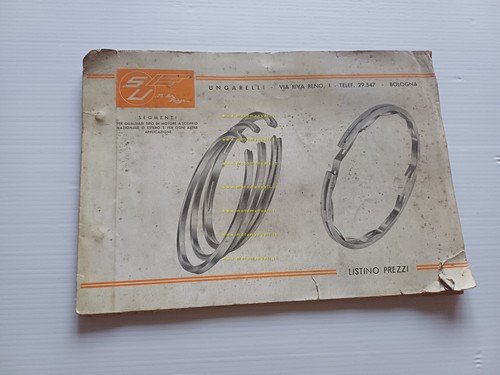 SU
UNGARELLI - VIA RIVA RENO, 1 - TELEF. 29.547 - BOLOGNA
SEGMENTI
PER QUALSIASI TIPO DI MOTORE A SCOPPIO
NAZIONALE O ESTERO E PER OGNI ALTRA
APPLICAZIONE
LISTINO PREZZI